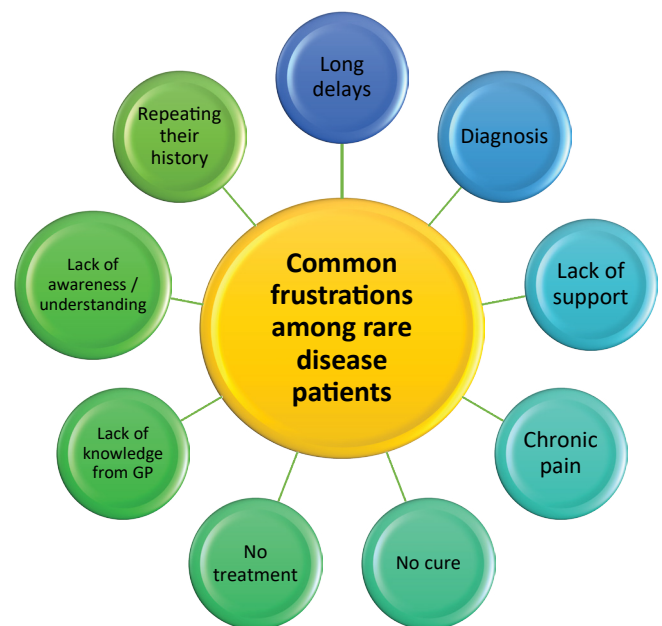 Common
frustrations
among rare
disease
patients
Long
delays
Diagnosis
Lack of
support
Chronic
pain
No cure
No
treatment
Lack of
knowledge
from GP
Lack of
awareness /
understanding
Repeating
their
history